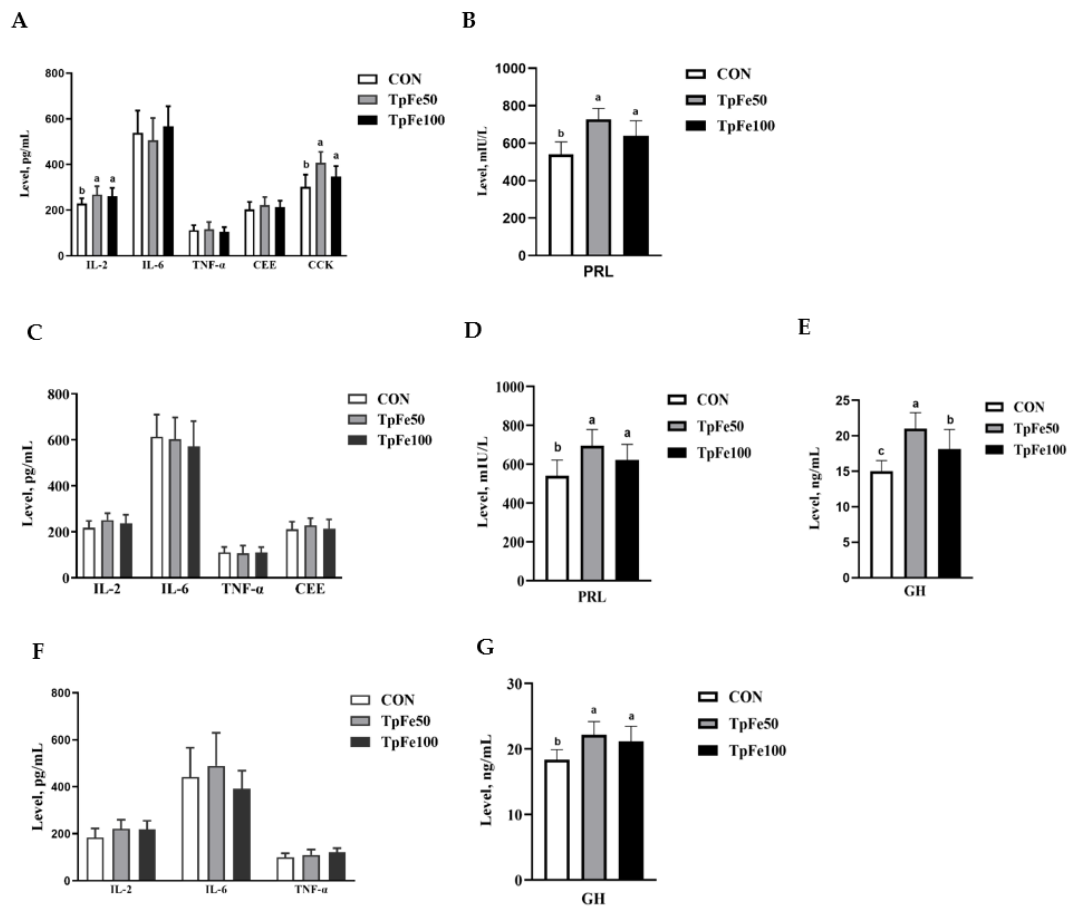 A
B
800
600
400
200
0
Level, pg/mL
b
a
a
b
a
a
IL-2
IL-6
TNF-α
CEE
CCK
CON
TpFe50
TpFe100
1000
800
600
400
200
0
Level, mIU/L
b
a
a
PRL
CON
TpFe50
TpFe100
C
D
E
800
600
400
200
0
Level, pg/mL
IL-2
IL-6
TNF-α
CEE
CON
TpFe50
TpFe100
1000
800
600
400
200
0
Level, mIU/L
b
a
a
PRL
CON
TpFe50
TpFe100
25
20
15
10
5
0
Level, ng/mL
c
a
b
GH
CON
TpFe50
TpFe100
F
G
800
600
400
200
0
Level, pg/mL
IL-2
IL-6
TNF-α
CON
TpFe50
TpFe100
30
20
10
0
Level, ng/mL
b
a
a
GH
CON
TpFe50
TpFe100